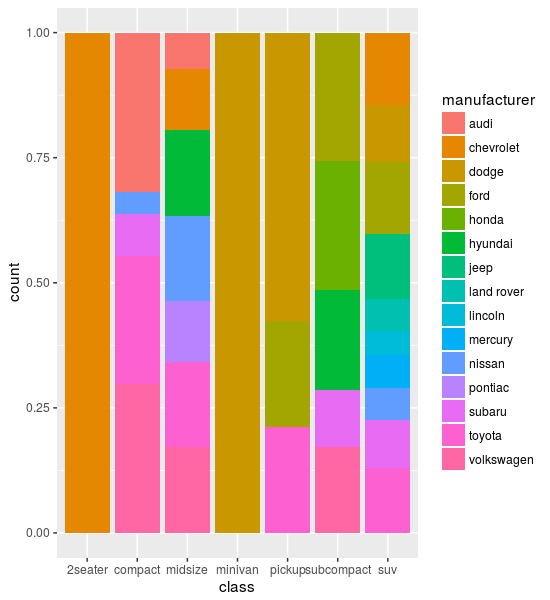 1.00
0.75
0.50
0.25
0.00
count
2seater compact midsize minivan pickup subcompact suv
class
manufacturer
audi
chevrolet
dodge
ford
honda
hyundai
jeep
land rover
lincoln
mercury
nissan
pontiac
subaru
toyota
volkswagen